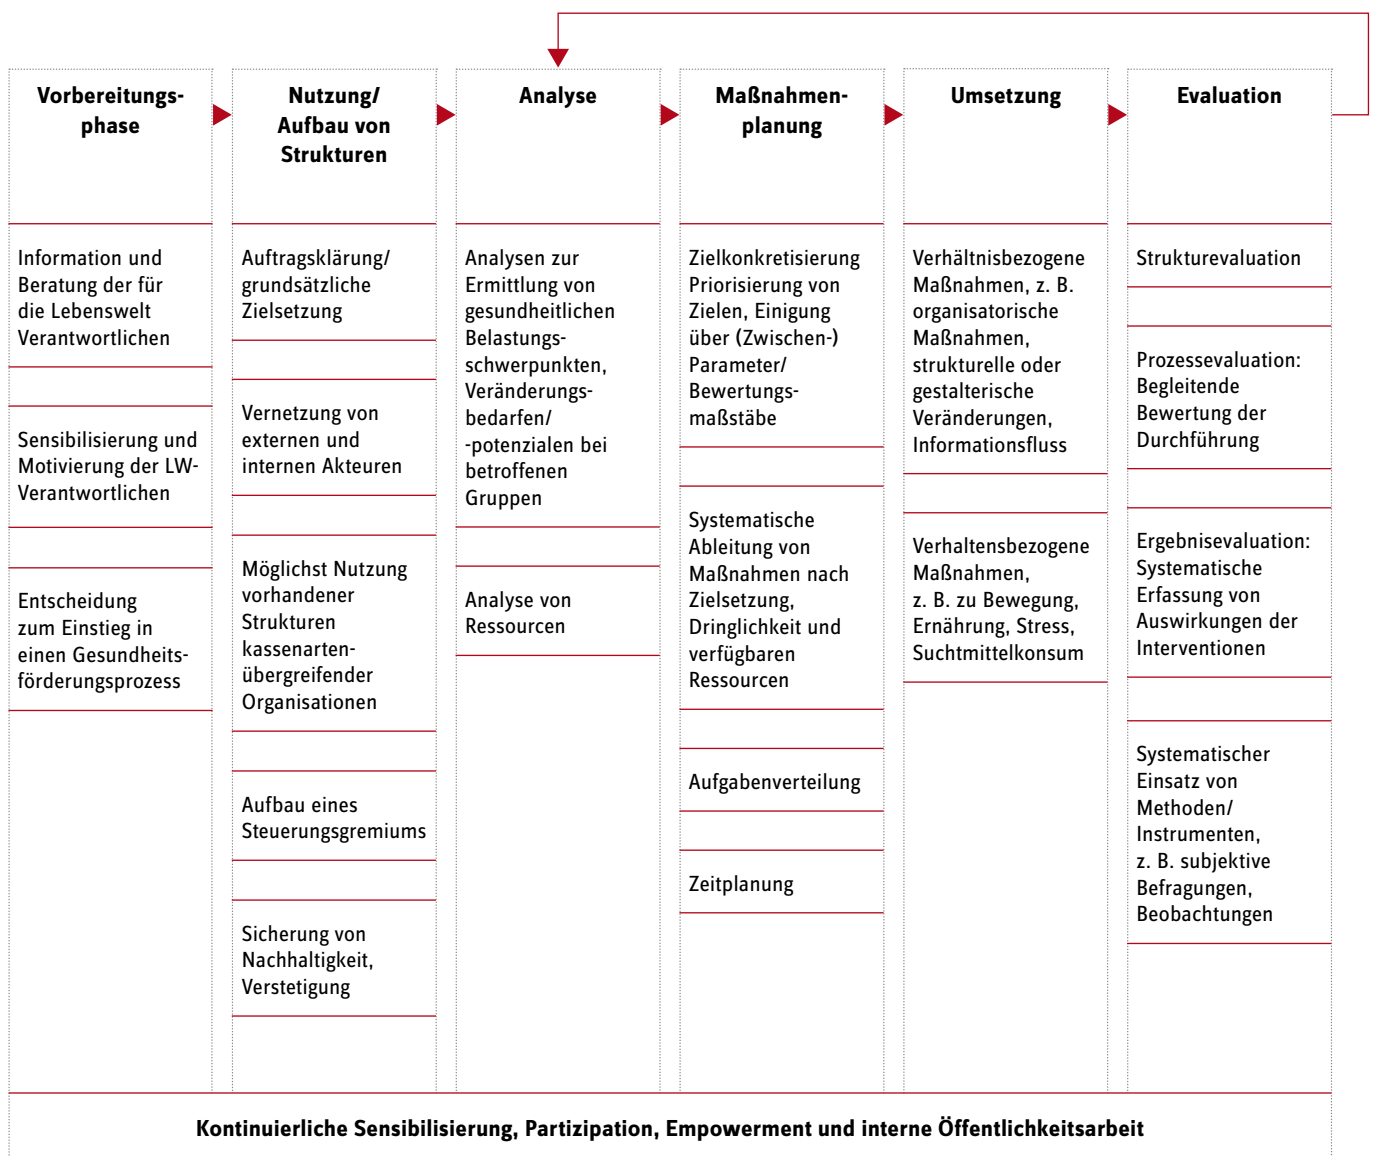 Vorbereitungs-
phase
Nutzung/
Aufbau von
Strukturen
Analyse
Maßnahmen-
planung
Umsetzung
Evaluation
Information und
Beratung der für
die Lebenswelt
Verantwortlichen
Sensibilisierung und
Motivierung der LW-
Verantwortlichen
Entscheidung
zum Einstieg in
einen Gesundheits-
förderungsprozess
Auftragsklärung/
grundsätzliche
Zielsetzung
Vernetzung von
externen und
internen Akteuren
Möglichst Nutzung
vorhandener
Strukturen
kassenarten-
übergreifender
Organisationen
Aufbau eines
Steuerungsgremiums
Sicherung von
Nachhaltigkeit,
Verstetigung
Analysen zur
Ermittlung von
gesundheitlichen
Belastungs-
schwerpunkten,
Veränderungs-
bedarfen/
-potenzialen bei
betroffenen
Gruppen
Analyse von
Ressourcen
Zielkonkretisierung
Priorisierung von
Zielen, Einigung
über (Zwischen-)
Parameter/
Bewertungs-
maßstäbe
Systematische
Ableitung von
Maßnahmen nach
Zielsetzung,
Dringlichkeit und
verfügbaren
Ressourcen
Aufgabenverteilung
Zeitplanung
Verhältnisbezogene
Maßnahmen, z. B.
organisatorische
Maßnahmen,
strukturelle oder
gestalterische
Veränderungen,
Informationsfluss
Verhaltensbezogene
Maßnahmen,
z. B. zu Bewegung,
Ernährung, Stress,
Suchtmittelkonsum
Strukturevaluation
Prozessevaluation:
Begleitende
Bewertung der
Durchführung
Ergebnisevaluation:
Systematische
Erfassung von
Auswirkungen der
Interventionen
Systematischer
Einsatz von
Methoden/
Instrumenten,
z. B. subjektive
Befragungen,
Beobachtungen
Kontinuierliche Sensibilisierung, Partizipation, Empowerment und interne Öffentlichkeitsarbeit